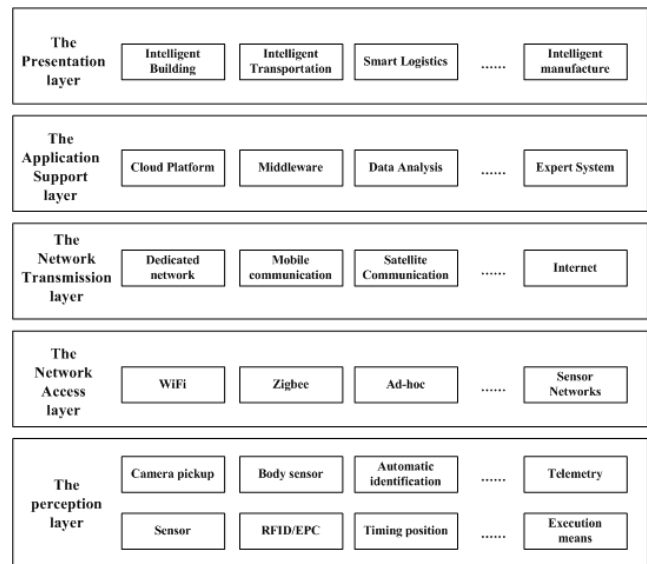 The
Presentation
layer
Intelligent
Building
Intelligent
Transportation
Smart Logistics
......
Intelligent
manufacture
The
Application
Support
layer
Cloud Platform
Middleware
Data Analysis
......
Expert System
The
Network
Transmission
layer
Dedicated
network
Mobile
communication
Satellite
Communication
......
Internet
The
Network
Access
layer
WiFi
Zigbee
Ad-hoc
......
Sensor
Networks
The
perception
layer
Camera pickup
Body sensor
Automatic
identification
......
Telemetry
Sensor
RFID/EPC
Timing position
......
Execution
means